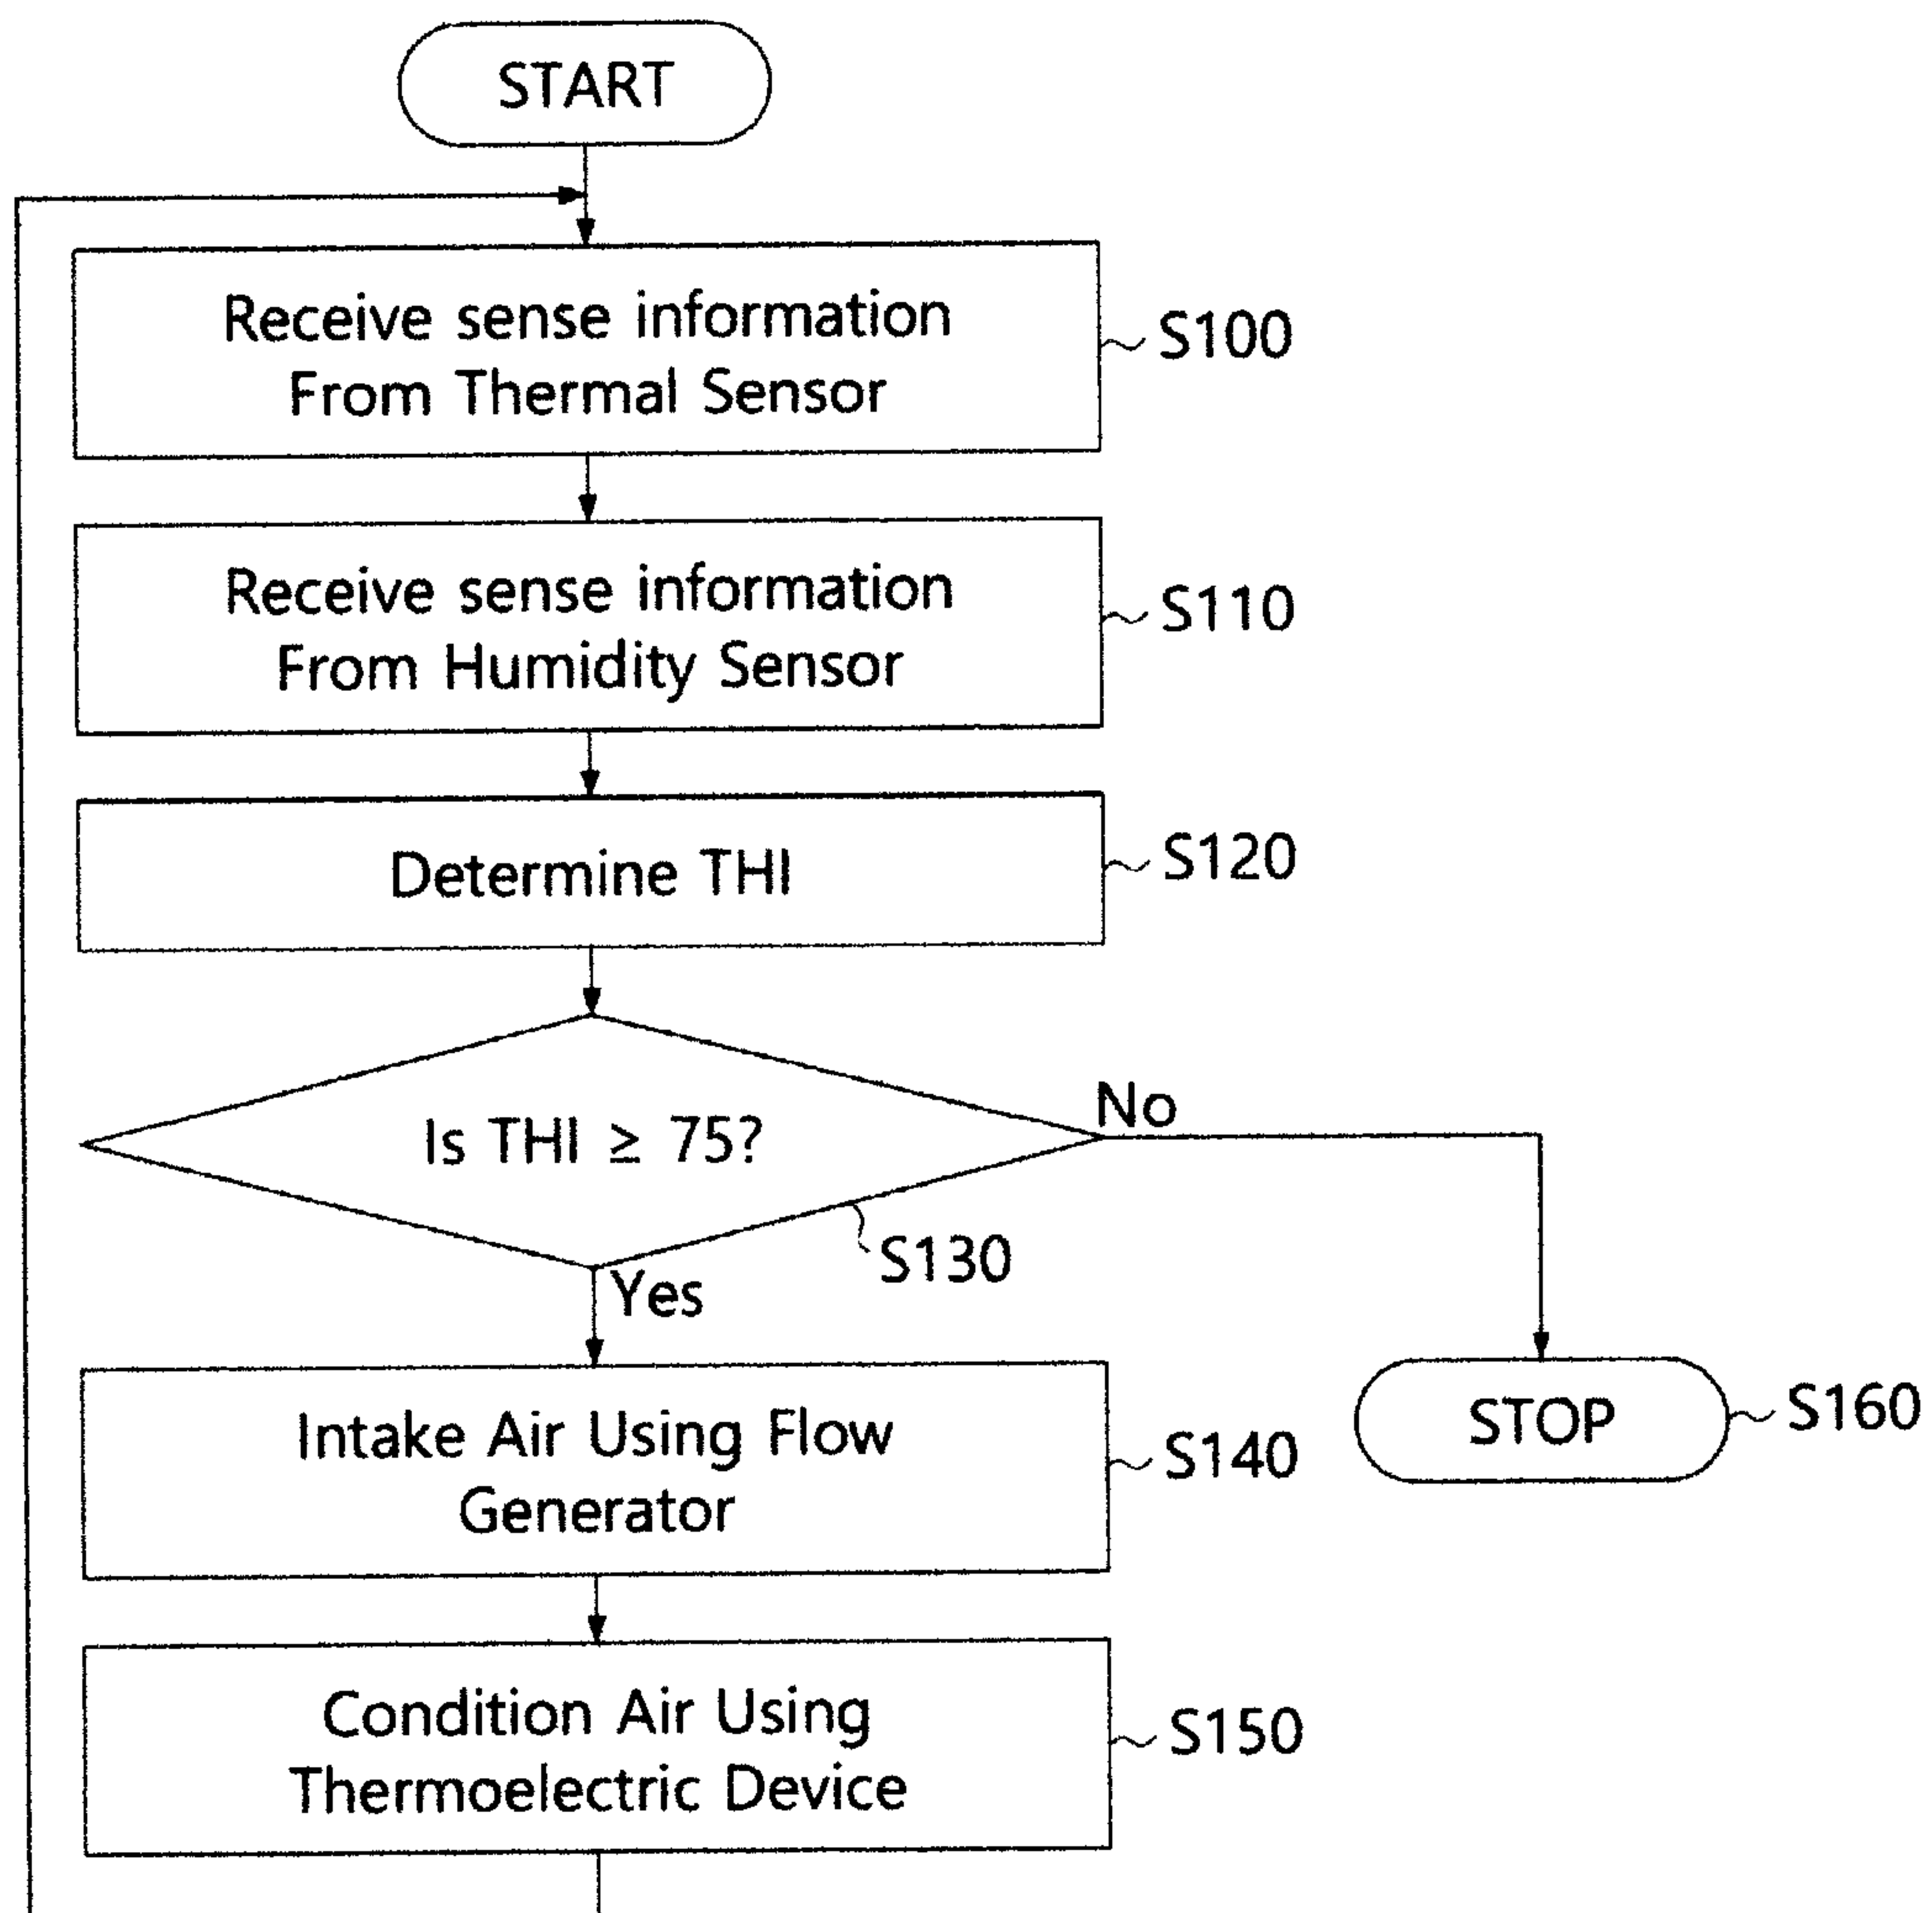 START
Receive sense information
From Thermal Sensor
S100
Receive sense information
From Humidity Sensor
S110
Determine THI
S120
Is THI ≥ 75?
No
S130
Yes
Intake Air Using Flow
Generator
S140
STOP
S160
Condition Air Using
Thermoelectric Device
S150